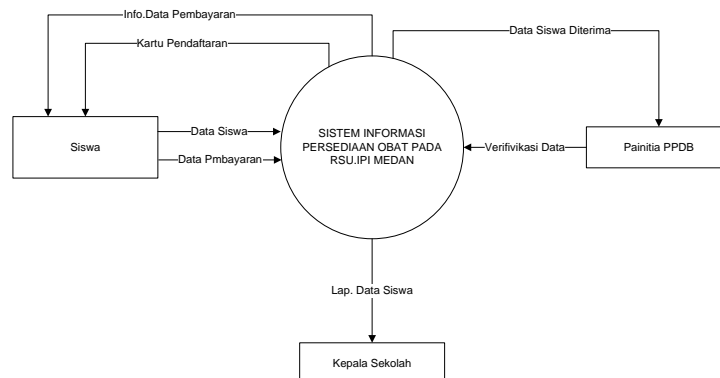 Info.Data Pembayaran
Kartu Pendaftaran
Data Siswa Diterima
Siswa
Data Siswa
Data Pmbayaran
SISTEM INFORMASI
PERSEDIAAN OBAT PADA
RSU.IPI MEDAN
Verifivikasi Data
Painitia PPDB
Lap. Data Siswa
Kepala Sekolah